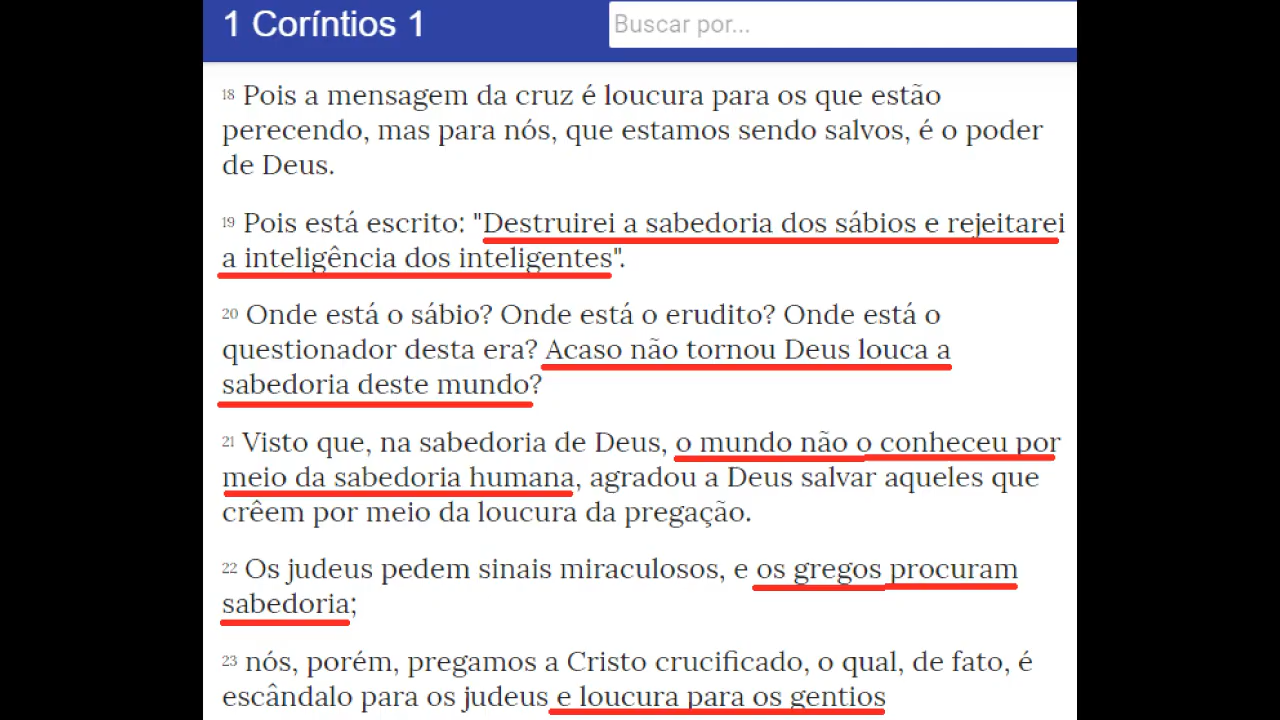 1 Coríntios 1
Buscar por...
18 Pois a mensagem da cruz é loucura para os que estão
perecendo, mas para nós, que estamos sendo salvos, é o poder
de Deus.
19 Pois está escrito: "Destruirei a sabedoria dos sábios e rejeitarei
a inteligência dos inteligentes".
20 Onde está o sábio? Onde está o erudito? Onde está o
questionador desta era? Acaso não tornou Deus louca a
sabedoria deste mundo?
21 Visto que, na sabedoria de Deus, o mundo não o conheceu por
meio da sabedoria humana, agradou a Deus salvar aqueles que
crêem por meio da loucura da pregação.
22 Os judeus pedem sinais miraculosos, e os gregos procuram
sabedoria;
23 nós, porém, pregamos a Cristo crucificado, o qual, de fato, é
escândalo para os judeus e loucura para os gentios